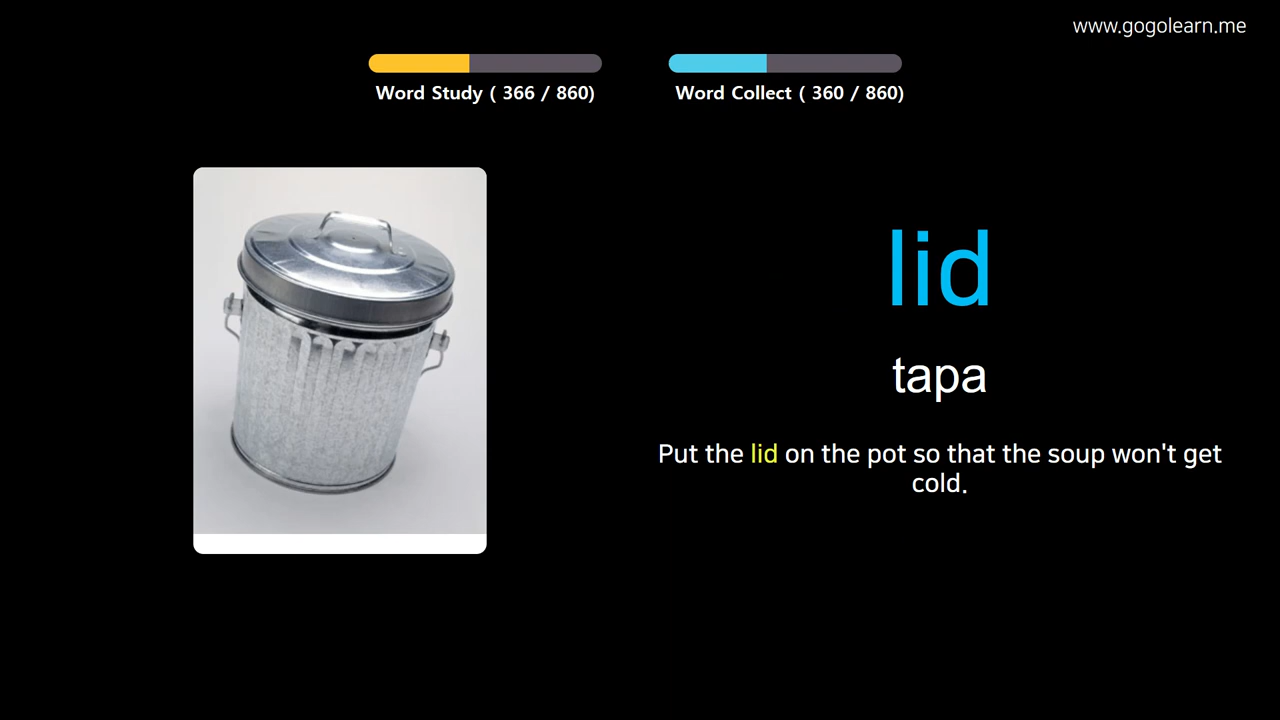 www.gogolearn.me
Word Study ( 366 / 860)
Word Collect ( 360 / 860)
lid
tapa
Put the lid on the pot so that the soup won't get
cold.